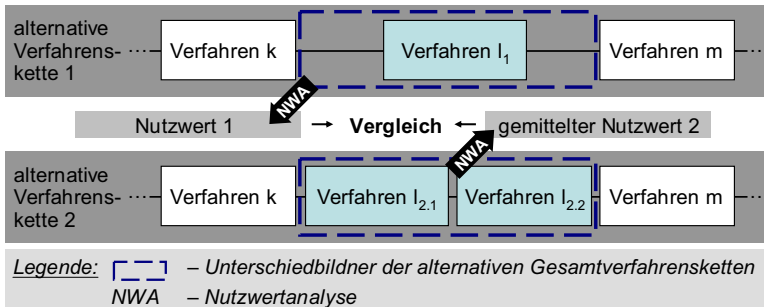 alternative
Verfahrens-
kette 1
··· Verfahren k Verfahren l₁ Verfahren m ···
NWA
Nutzwert 1 → Vergleich ← gemittelter Nutzwert 2
NWA
alternative
Verfahrens-
kette 2
··· Verfahren k Verfahren l₂.₁ Verfahren l₂.₂ Verfahren m ···
Legende: – Unterschiedbildner der alternativen Gesamtverfahrensketten
NWA – Nutzwertanalyse